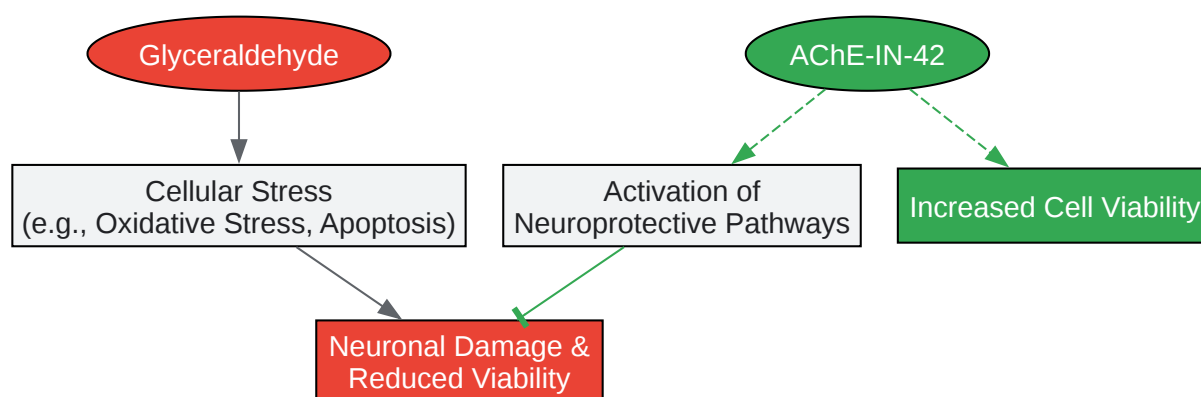 Glyceraldehyde
AChE-IN-42
Cellular Stress
(e.g., Oxidative Stress, Apoptosis)
Activation of
Neuroprotective Pathways
Increased Cell Viability
Neuronal Damage &
Reduced Viability